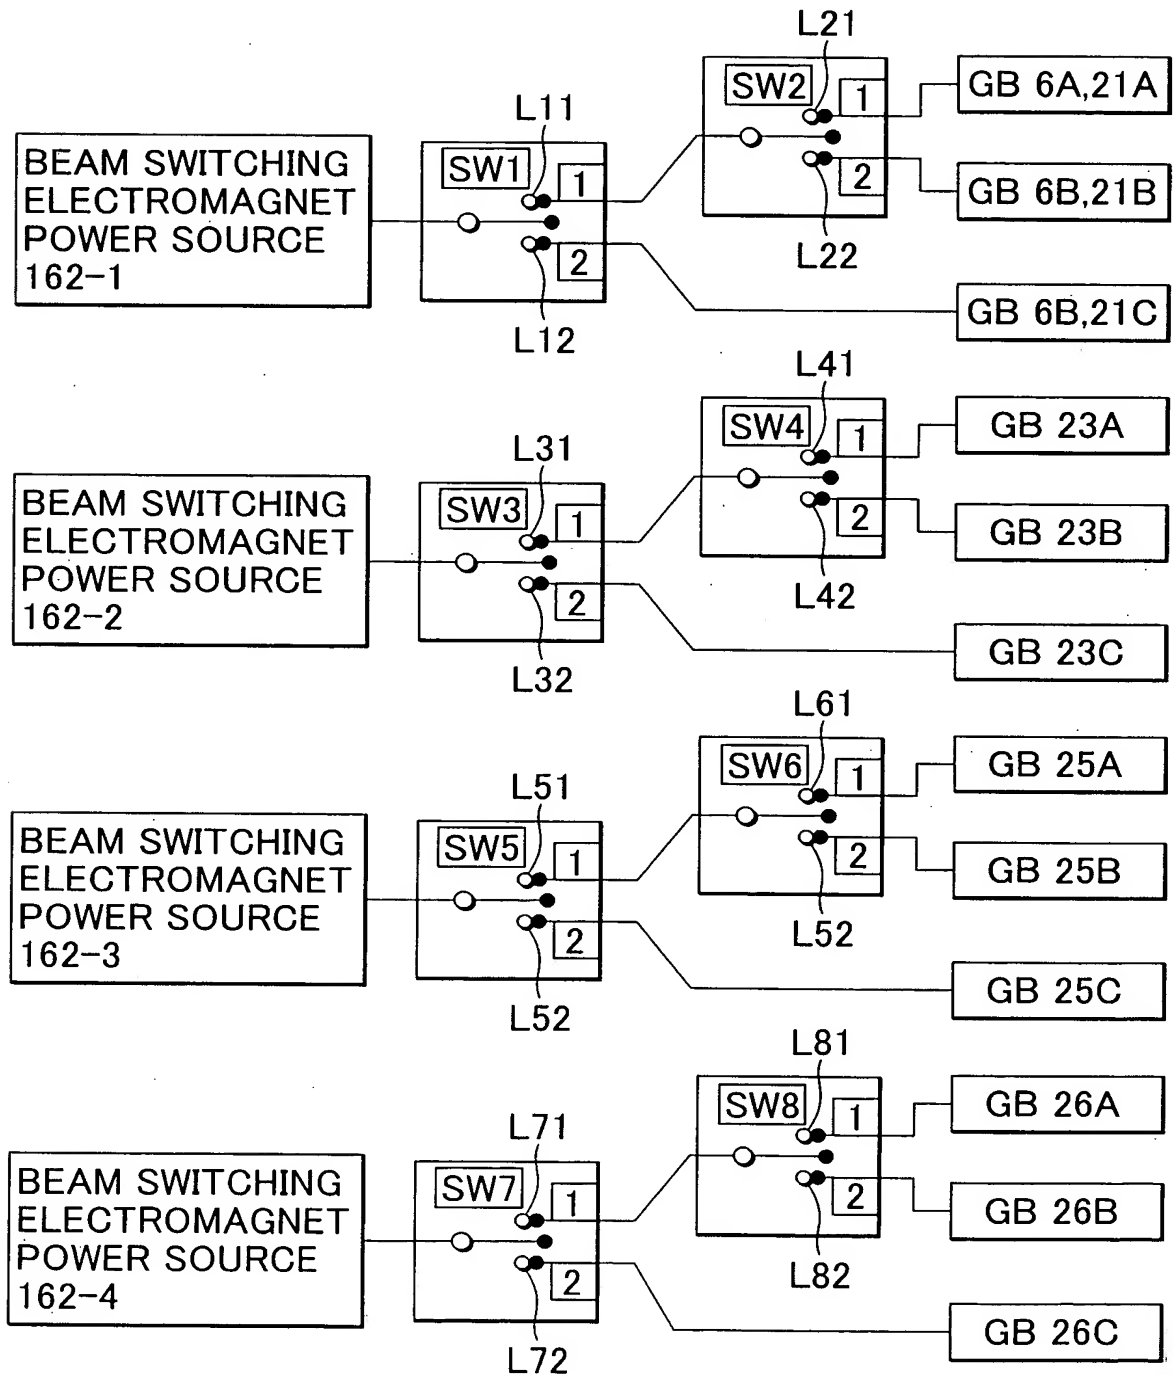 L21
SW2
1
GB 6A,21A
L11
BEAM SWITCHING
ELECTROMAGNET
POWER SOURCE
162-1
SW1
1
2
GB 6B,21B
L22
2
L12
GB 6B,21C
L41
SW4
1
GB 23A
L31
BEAM SWITCHING
ELECTROMAGNET
POWER SOURCE
162-2
SW3
1
2
GB 23B
L42
2
L32
GB 23C
L61
SW6
1
GB 25A
L51
BEAM SWITCHING
ELECTROMAGNET
POWER SOURCE
162-3
SW5
1
2
GB 25B
L52
2
L52
GB 25C
L81
SW8
1
GB 26A
L71
BEAM SWITCHING
ELECTROMAGNET
POWER SOURCE
162-4
SW7
1
2
GB 26B
L82
2
L72
GB 26C